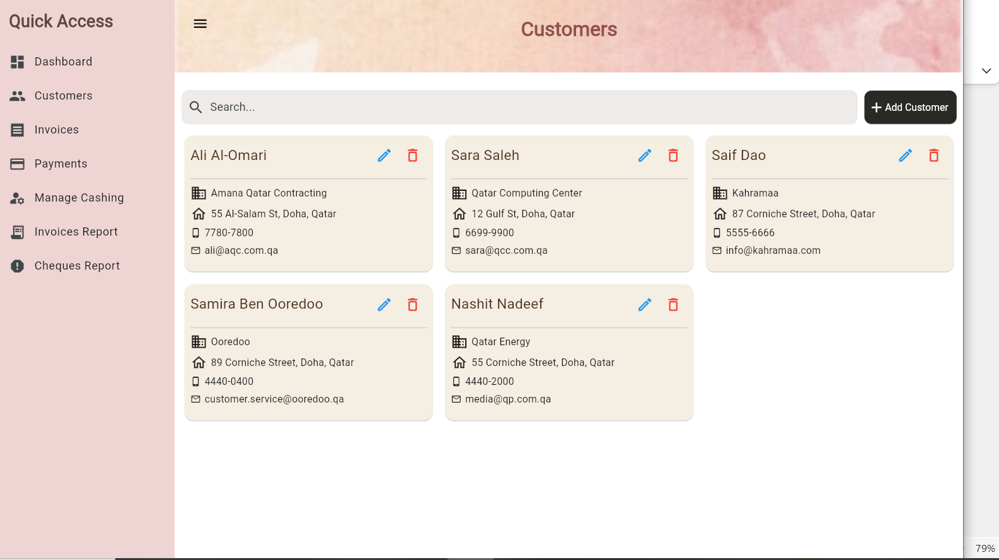 Quick Access
Dashboard
Customers
Invoices
Payments
Manage Cashing
Invoices Report
Cheques Report
Customers
Search...
Add Customer
Ali Al-Omari
Amana Qatar Contracting
55 Al-Salam St, Doha, Qatar
7780-7800
ali@aqc.com.qa
Sara Saleh
Qatar Computing Center
12 Gulf St, Doha, Qatar
6699-9900
sara@qcc.com.qa
Saif Dao
Kahramaa
87 Corniche Street, Doha, Qatar
5555-6666
info@kahramaa.com
Samira Ben Ooredoo
Ooredoo
89 Corniche Street, Doha, Qatar
4440-0400
customer.service@ooredoo.qa
Nashit Nadeef
Qatar Energy
55 Corniche Street, Doha, Qatar
4440-2000
media@qp.com.qa
79%